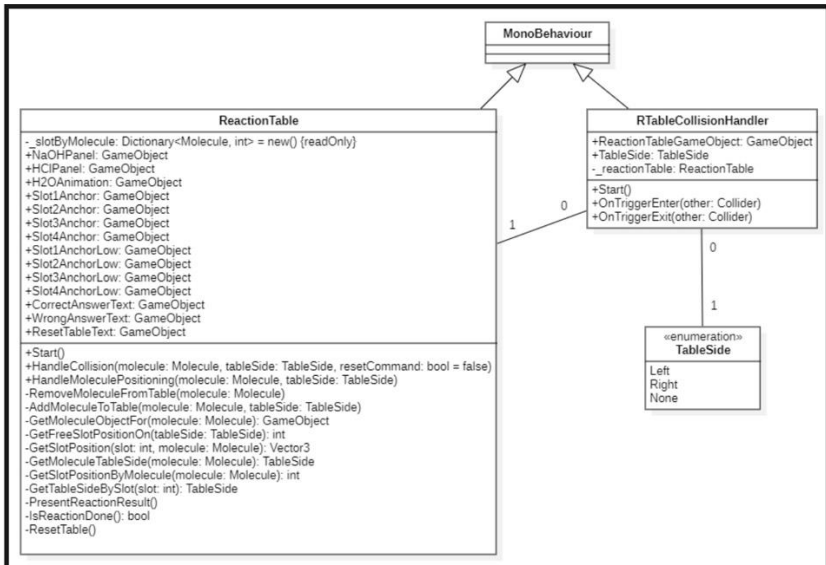 MonoBehaviour
ReactionTable
-_slotByMolecule: Dictionary<Molecule, int> = new() {readOnly}
+NaOHPanel: GameObject
+HClPanel: GameObject
+H2OAnimation: GameObject
+Slot1Anchor: GameObject
+Slot2Anchor: GameObject
+Slot3Anchor: GameObject
+Slot4Anchor: GameObject
+Slot1AnchorLow: GameObject
+Slot2AnchorLow: GameObject
+Slot3AnchorLow: GameObject
+Slot4AnchorLow: GameObject
+CorrectAnswerText: GameObject
+WrongAnswerText: GameObject
+ResetTableText: GameObject
+Start()
+HandleCollision(molecule: Molecule, tableSide: TableSide, resetCommand: bool = false)
+HandleMoleculePositioning(molecule: Molecule, tableSide: TableSide)
-RemoveMoleculeFromTable(molecule: Molecule)
-AddMoleculeToTable(molecule: Molecule, tableSide: TableSide)
-GetMoleculeObjectFor(molecule: Molecule): GameObject
-GetFreeSlotPositionOn(tableSide: TableSide): int
-GetSlotPosition(slot: int, molecule: Molecule): Vector3
-GetMoleculeTableSide(molecule: Molecule): TableSide
-GetSlotPositionByMolecule(molecule: Molecule): int
-GetTableSideBySlot(slot: int): TableSide
-PresentReactionResult()
-IsReactionDone(): bool
-ResetTable()
RTableCollisionHandler
+ReactionTableGameObject: GameObject
+TableSide: TableSide
-_reactionTable: ReactionTable
+Start()
+OnTriggerEnter(other: Collider)
+OnTriggerExit(other: Collider)
0
1
0
1
«enumeration»
TableSide
Left
Right
None